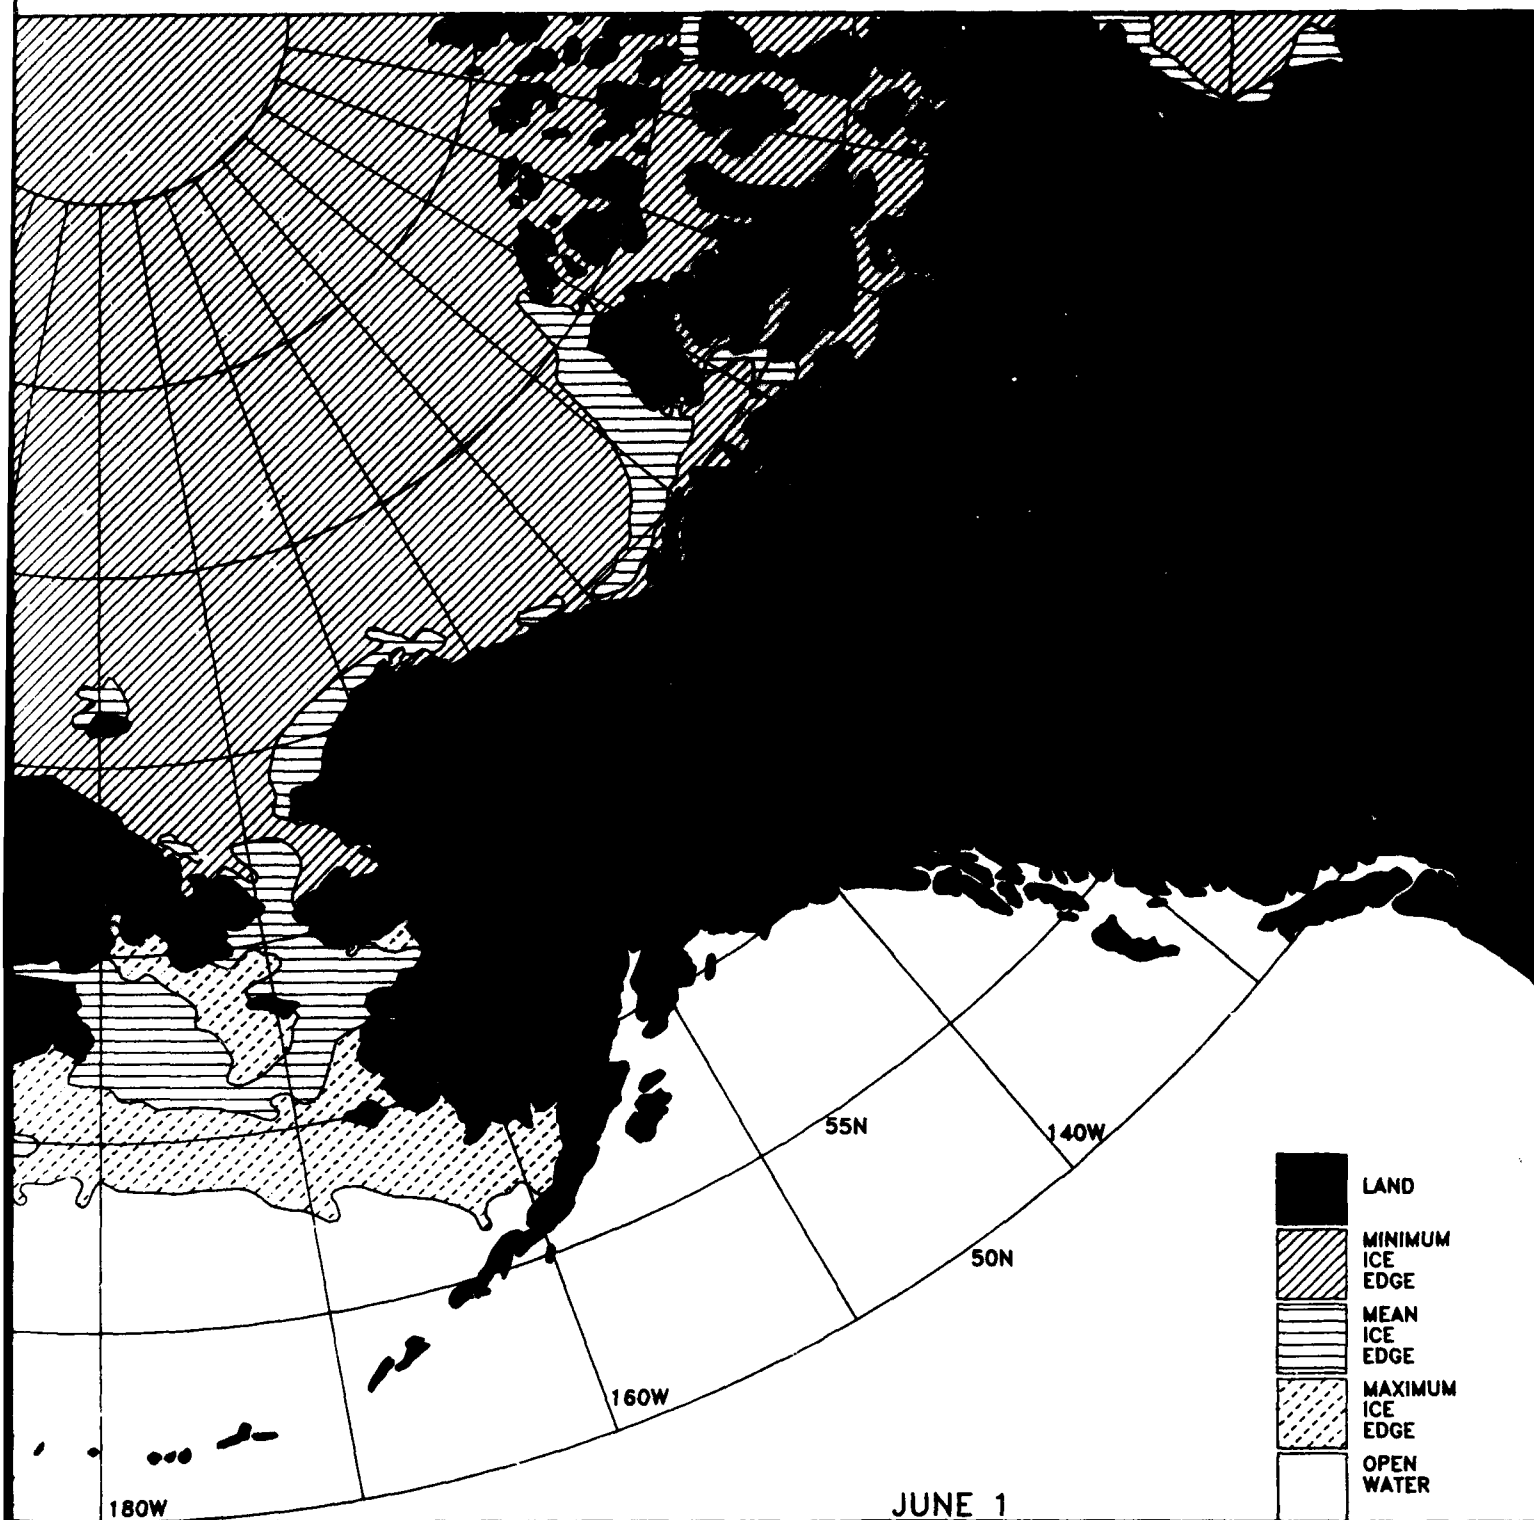 55N
140W
50N
160W
180W
JUNE 1
LAND
MINIMUM
ICE
EDGE
MEAN
ICE
EDGE
MAXIMUM
ICE
EDGE
OPEN
WATER